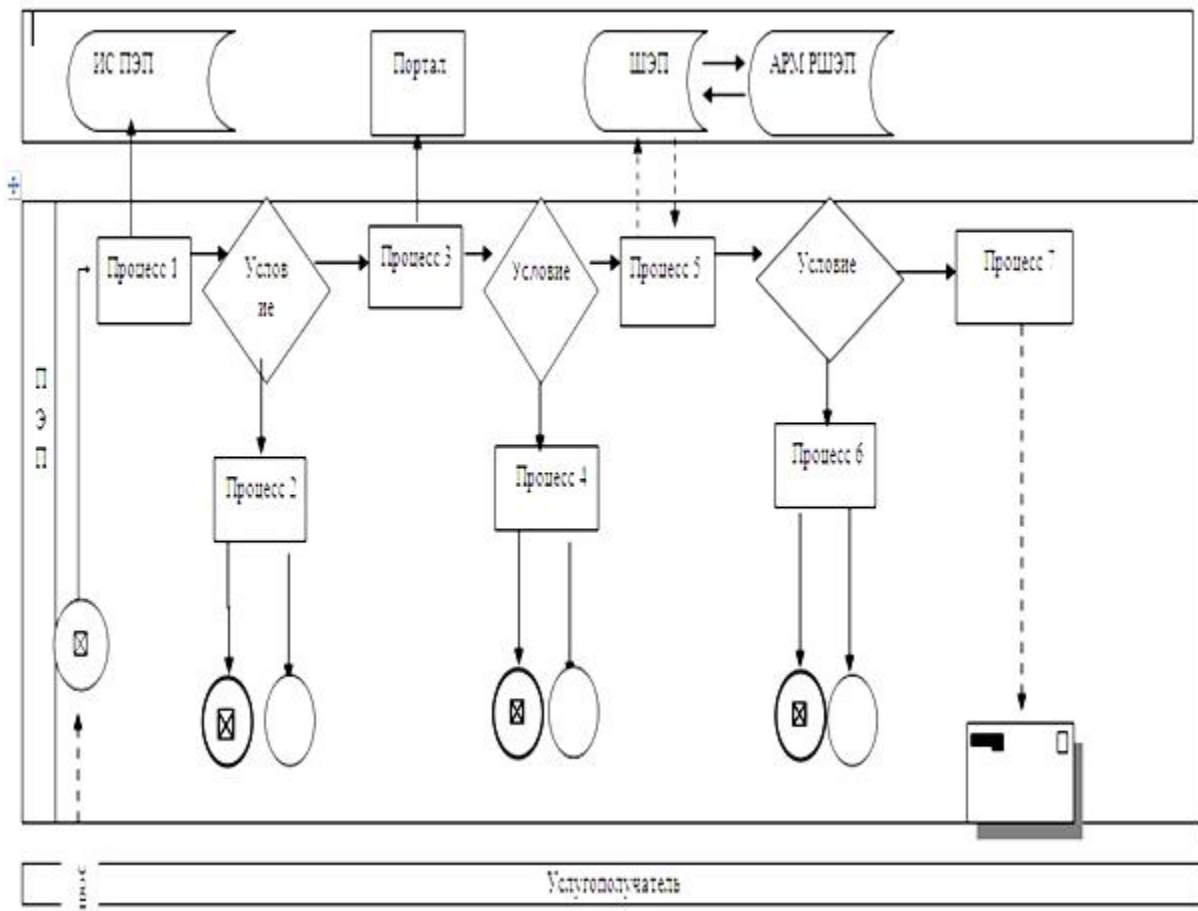 ИС ПЭП
Портал
ШЭП
АРМ РШЭП
Процесс 1
Услов
ие
Процесс 3
Условие
Процесс 5
Условие
Процесс 7
П
Э
П
Процесс 2
Процесс 4
Процесс 6
Услугополучатель